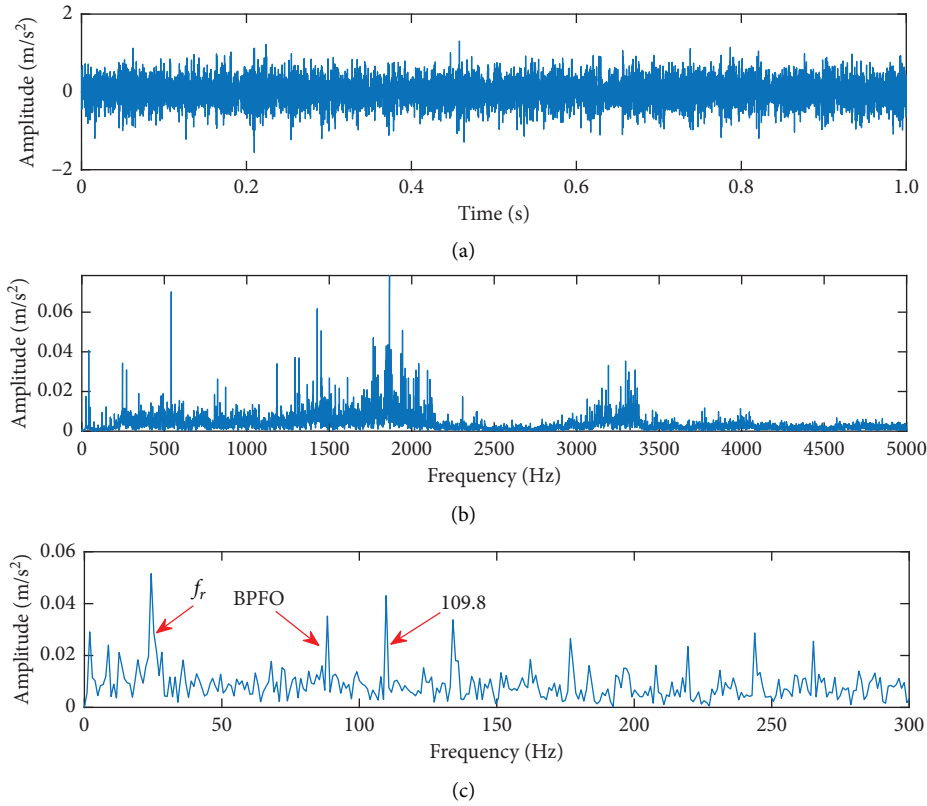 Amplitude (m/s²)
2
0
−2
0 0.2 0.4 0.6 0.8 1.0
Time (s)
(a)
Amplitude (m/s²)
0.06
0.04
0.02
0
0 500 1000 1500 2000 2500 3000 3500 4000 4500 5000
Frequency (Hz)
(b)
Amplitude (m/s²)
0.06
0.04
0.02
0
fr BPFO 109.8
0 50 100 150 200 250 300
Frequency (Hz)
(c)